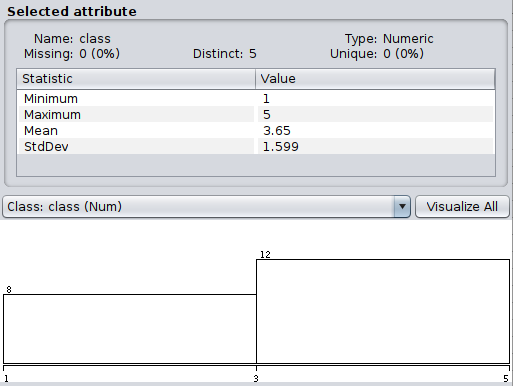 Selected attribute
Name: class Type: Numeric
Missing: 0 (0%) Distinct: 5 Unique: 0 (0%)
Statistic Value
Minimum 1
Maximum 5
Mean 3.65
StdDev 1.599
Class: class (Num) Visualize All
12
8
1 3 5